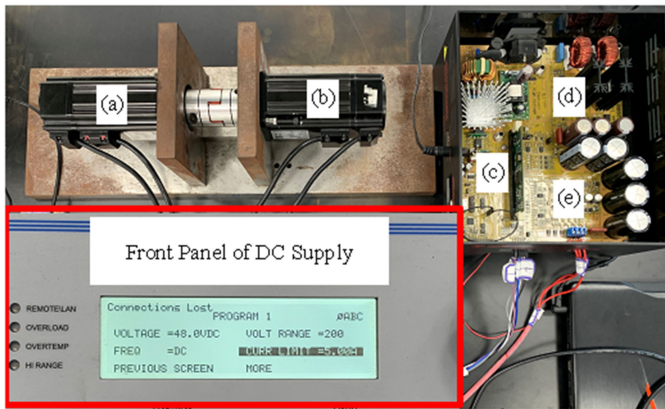 (a)
(b)
(c)
(d)
(e)
Front Panel of DC Supply
REMOTE\LAN
OVERLOAD
OVERTEMP
HI RANGE
Connections Lost
PROGRAM 1 ØABC
VOLTAGE =48.0VDC VOLT RANGE =200
FREQ =DC CURR LIMIT =5.00A
PREVIOUS SCREEN MORE